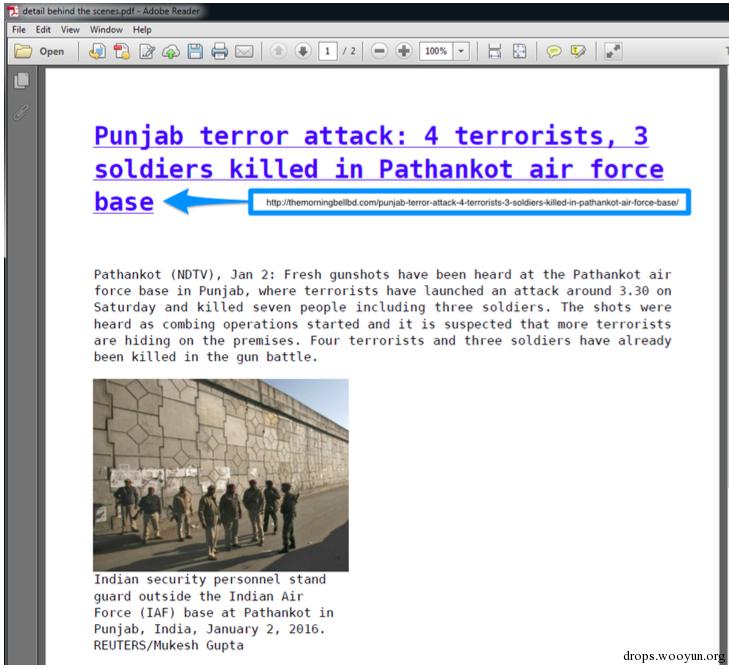 detail behind the scenes.pdf - Adobe Reader
File Edit View Window Help
Open 1 / 2 100%
Punjab terror attack: 4 terrorists, 3
soldiers killed in Pathankot air force
base
http://themorningbellbd.com/punjab-terror-attack-4-terrorists-3-soldiers-killed-in-pathankot-air-force-base/
Pathankot (NDTV), Jan 2: Fresh gunshots have been heard at the Pathankot air
force base in Punjab, where terrorists have launched an attack around 3.30 on
Saturday and killed seven people including three soldiers. The shots were
heard as combing operations started and it is suspected that more terrorists
are hiding on the premises. Four terrorists and three soldiers have already
been killed in the gun battle.
Indian security personnel stand
guard outside the Indian Air
Force (IAF) base at Pathankot in
Punjab, India, January 2, 2016.
REUTERS/Mukesh Gupta
drops.wooyun.org